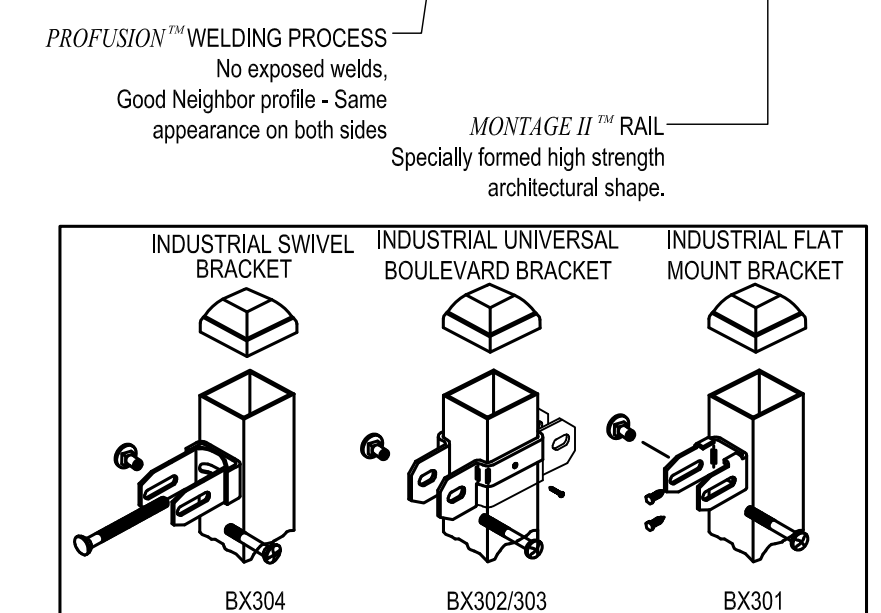 PROFUSION™ WELDING PROCESS
No exposed welds,
Good Neighbor profile - Same
appearance on both sides
MONTAGE II ™ RAIL
Specially formed high strength
architectural shape.
INDUSTRIAL SWIVEL
BRACKET
INDUSTRIAL UNIVERSAL
BOULEVARD BRACKET
INDUSTRIAL FLAT
MOUNT BRACKET
BX304
BX302/303
BX301